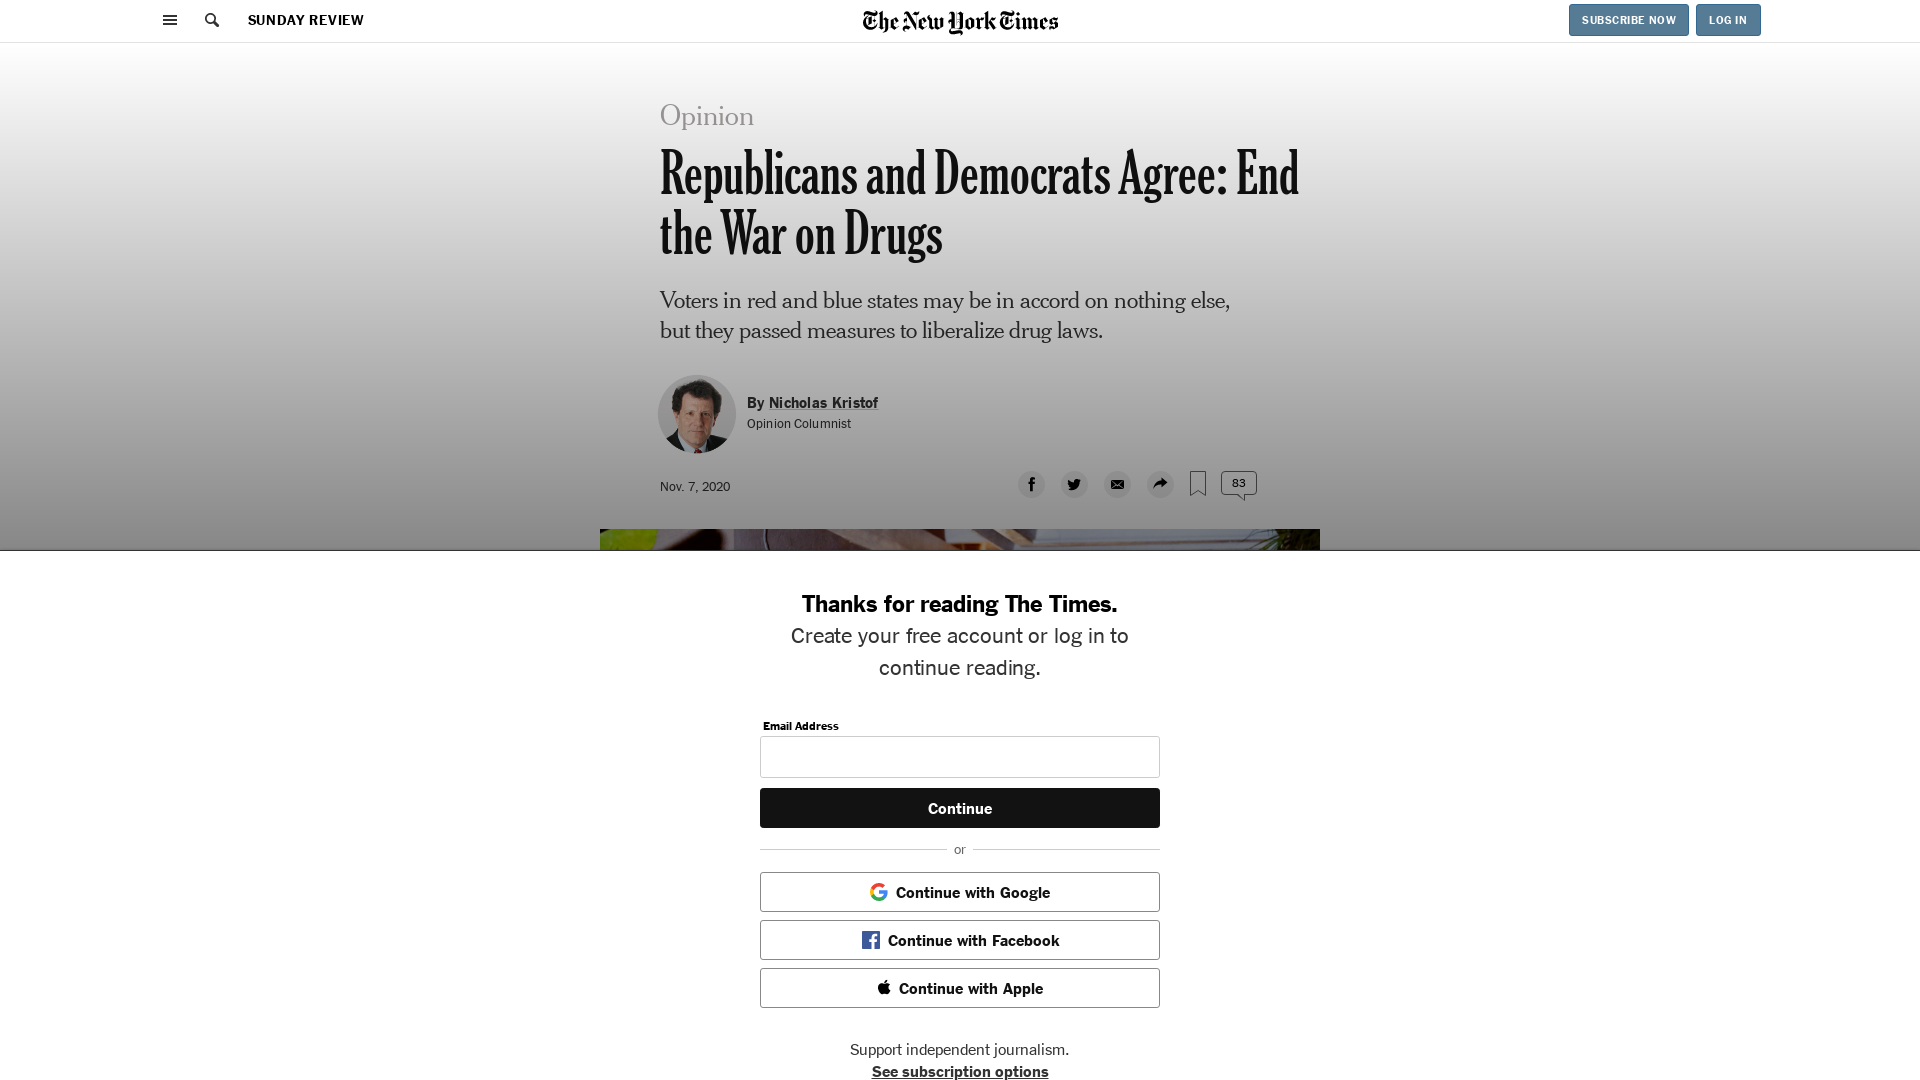 SUNDAY REVIEW
The New York Times
SUBSCRIBE NOW
LOG IN
Opinion
Republicans and Democrats Agree: End
the War on Drugs
Voters in red and blue states may be in accord on nothing else,
but they passed measures to liberalize drug laws.
By Nicholas Kristof
Opinion Columnist
Nov. 7, 2020
83
Thanks for reading The Times.
Create your free account or log in to
continue reading.
Email Address
Continue
or
Continue with Google
Continue with Facebook
Continue with Apple
Support independent journalism.
See subscription options